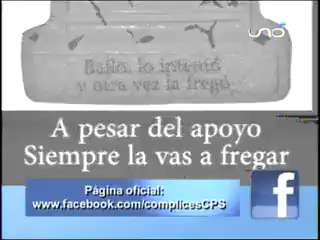 UNO
lo intentó
y otra vez la fregó
A pesar del apoyo
Siempre la vas a fregar
Página oficial:
www.facebook.com/complicesCPS
f